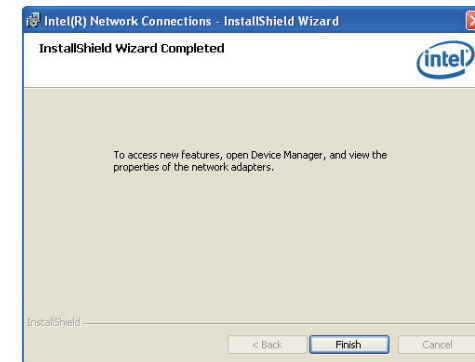 Intel(R) Network Connections - InstallShield Wizard
InstallShield Wizard Completed
intel
To access new features, open Device Manager, and view the
properties of the network adapters.
InstallShield
< Back
Finish
Cancel